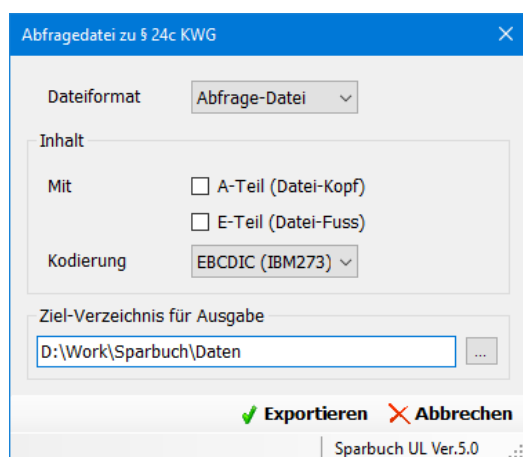 Abfragedatei zu § 24c KWG
Dateiformat Abfrage-Datei
Inhalt
Mit A-Teil (Datei-Kopf)
E-Teil (Datei-Fuss)
Kodierung EBCDIC (IBM273)
Ziel-Verzeichnis für Ausgabe
D:\Work\Sparbuch\Daten ...
Exportieren Abbrechen
Sparbuch UL Ver.5.0